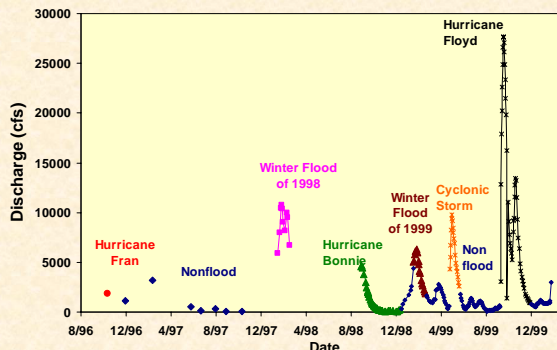 Hurricane
Floyd
30000
25000
20000
15000
10000
5000
0
Discharge (cfs)
Winter Flood
of 1998
Hurricane
Fran
Nonflood
Hurricane
Bonnie
Winter
Flood
of 1999
Cyclonic
Storm
Non
flood
8/96 12/96 4/97 8/97 12/97 4/98 8/98 12/98 4/99 8/99 12/99
Date